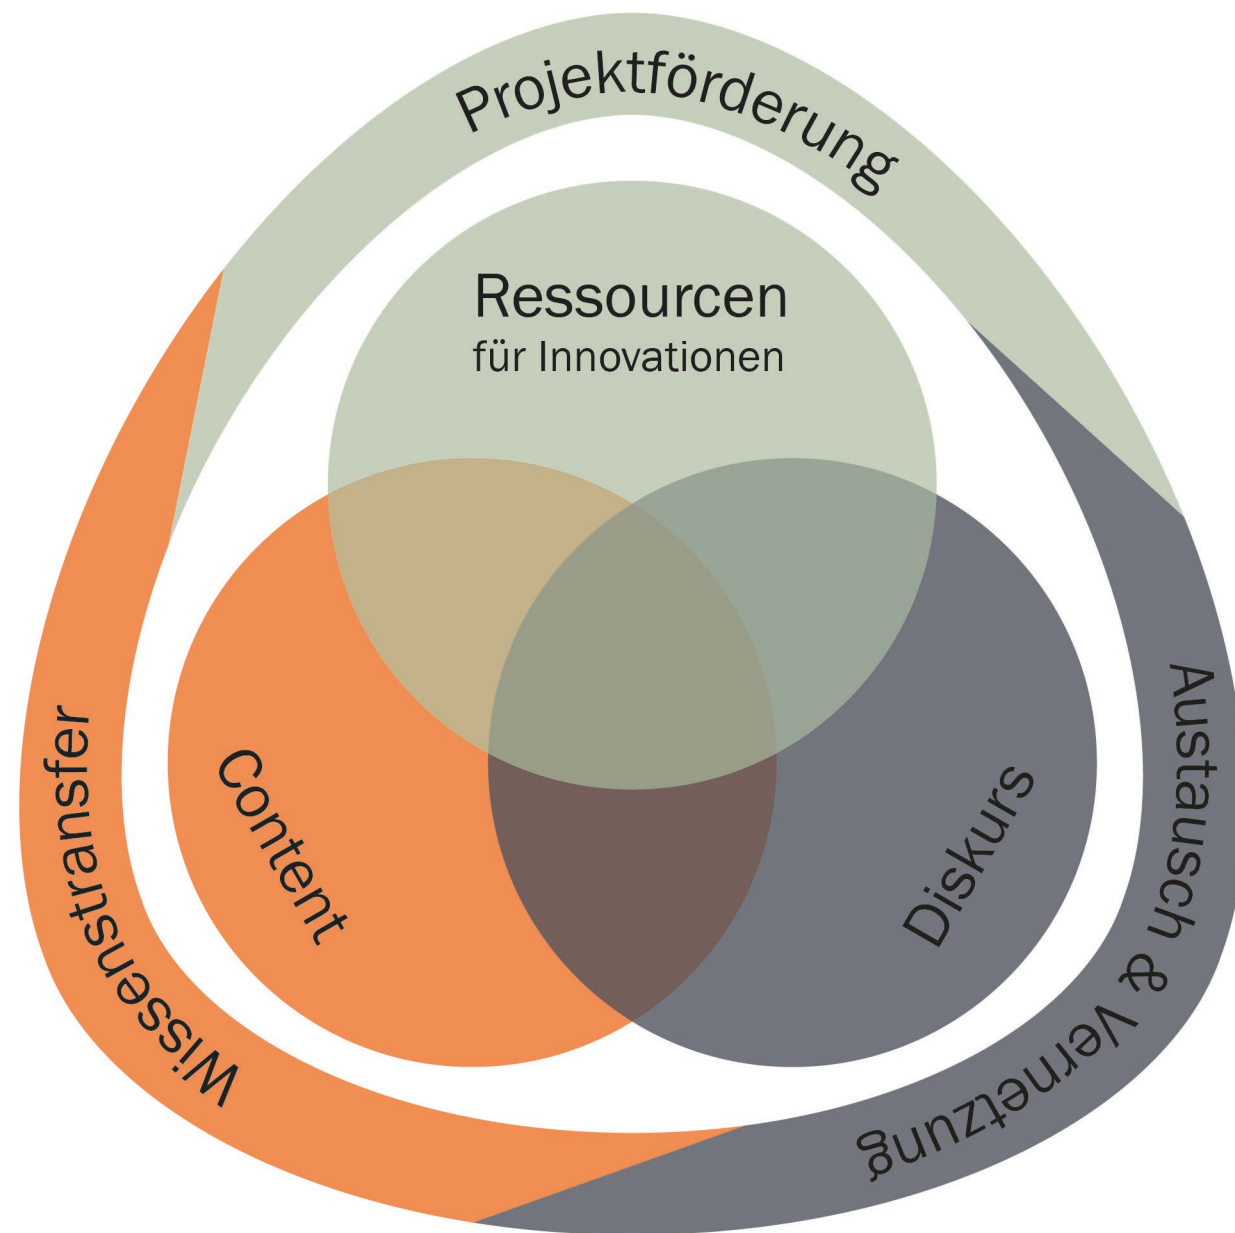 Projektförderung
Ressourcen
für Innovationen
Content
Diskurs
Wissenstransfer
Austausch & Vernetzung